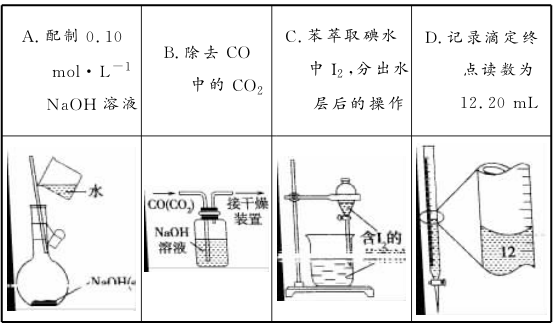 A. 配制 0.10
mol·L⁻¹
NaOH 溶液
B. 除去 CO
中的 CO₂
C. 苯萃取碘水
中 I₂,分出水
层后的操作
D. 记录滴定终
点读数为
12.20 mL
水
CO(CO₂)
接干燥
装置
NaOH
溶液
含I₂的
12